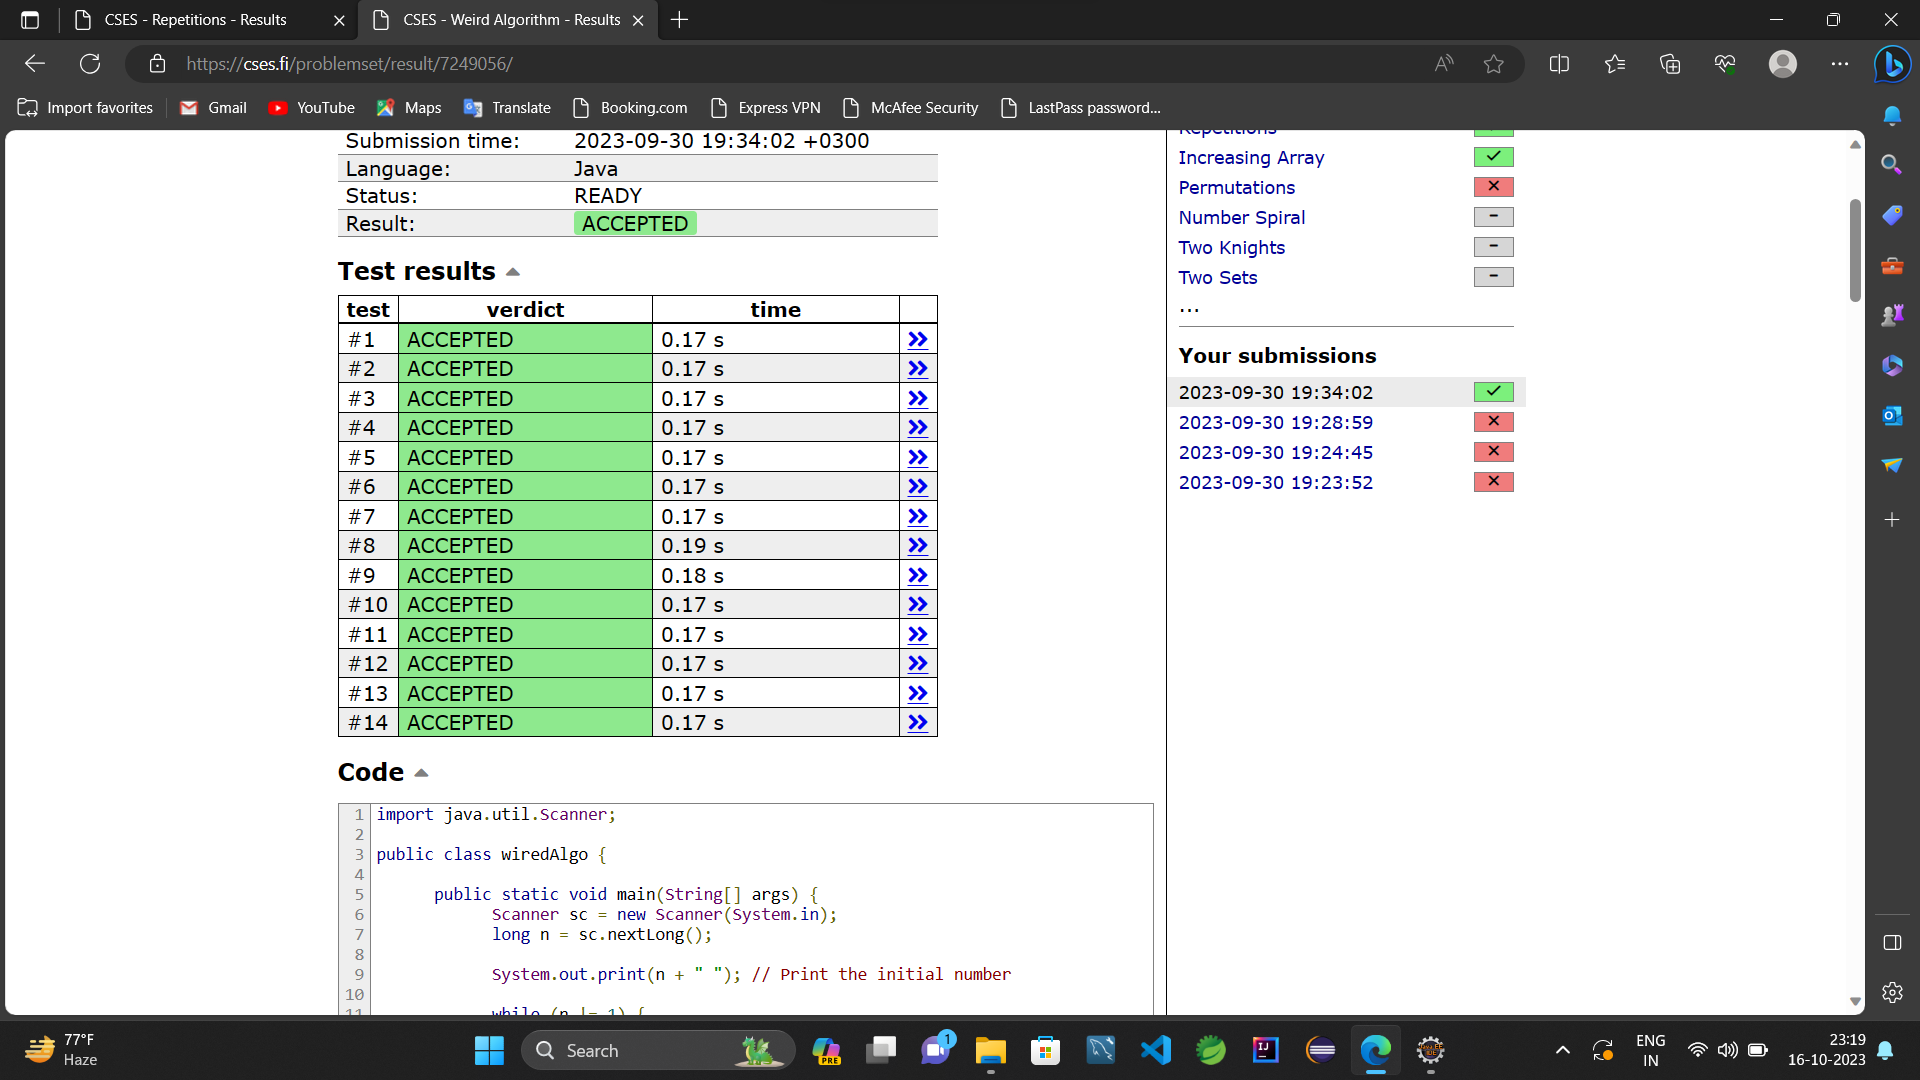 CSES - Repetitions - Results
CSES - Weird Algorithm - Results
https://cses.fi/problemset/result/7249056/
Import favorites
Gmail
YouTube
Maps
Translate
Booking.com
Express VPN
McAfee Security
LastPass password...
Submission time: 2023-09-30 19:34:02 +0300
Language: Java
Status: READY
Result: ACCEPTED
Test results
test verdict time
#1 ACCEPTED 0.17 s »
#2 ACCEPTED 0.17 s »
#3 ACCEPTED 0.17 s »
#4 ACCEPTED 0.17 s »
#5 ACCEPTED 0.17 s »
#6 ACCEPTED 0.17 s »
#7 ACCEPTED 0.17 s »
#8 ACCEPTED 0.19 s »
#9 ACCEPTED 0.18 s »
#10 ACCEPTED 0.17 s »
#11 ACCEPTED 0.17 s »
#12 ACCEPTED 0.17 s »
#13 ACCEPTED 0.17 s »
#14 ACCEPTED 0.17 s »
Code
1 import java.util.Scanner;
2
3 public class wiredAlgo {
4
5 public static void main(String[] args) {
6 Scanner sc = new Scanner(System.in);
7 long n = sc.nextLong();
8
9 System.out.print(n + " "); // Print the initial number
10
11 while (n != 1) {
Repetitions
Increasing Array
Permutations
Number Spiral
Two Knights
Two Sets
...
Your submissions
2023-09-30 19:34:02
2023-09-30 19:28:59
2023-09-30 19:24:45
2023-09-30 19:23:52
77°F
Haze
Search
PRE
1
IJ
ENG
IN
23:19
16-10-2023